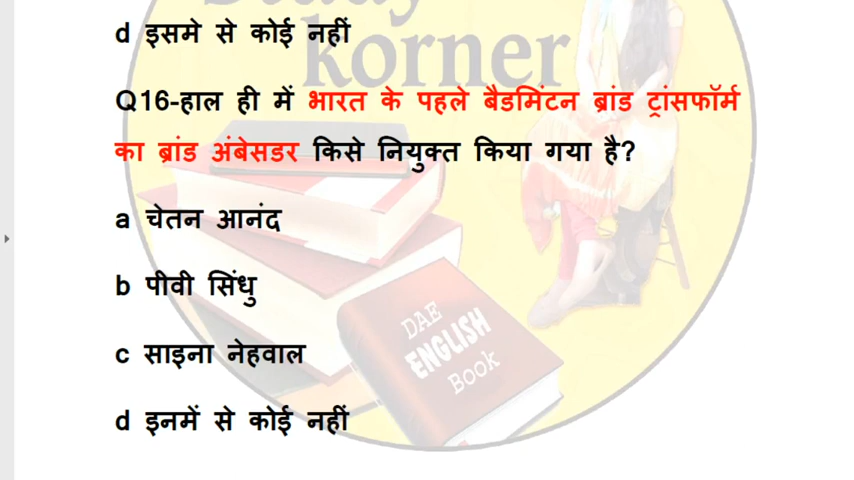 Study
korner
d इसमे से कोई नहीं
Q16-हाल ही में भारत के पहले बैडमिंटन ब्रांड ट्रांसफॉर्म
का ब्रांड अंबेसडर किसे नियुक्त किया गया है?
a चेतन आनंद
b पीवी सिंधु
c साइना नेहवाल
d इनमें से कोई नहीं
DAE
ENGLISH
Book